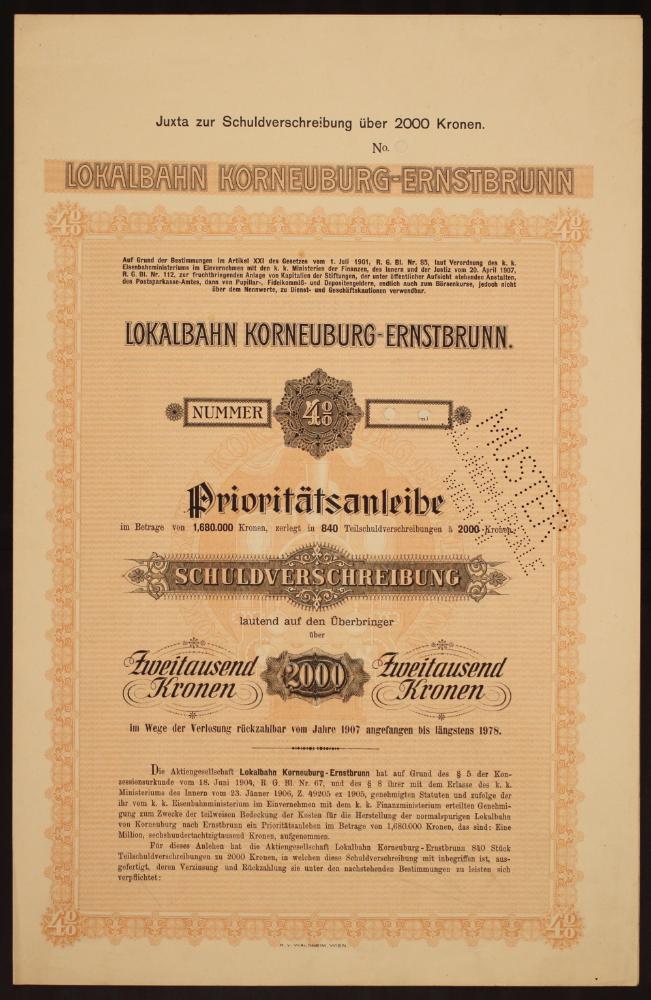 Juxta zur Schuldverschreibung über 2000 Kronen.
No.
LOKALBAHN KORNEUBURG-ERNSTBRUNN
4%
4%
Auf Grund der Bestimmungen im Artikel XXI des Gesetzes vom 1. Juli 1901, R. G. Bl. Nr. 85, laut Verordnung des k. k.
Eisenbahnministeriums im Einvernehmen mit den k. k. Ministerien der Finanzen, des Innern und der Justiz vom 20. April 1907,
R. G. Bl. Nr. 112, zur fruchtbringenden Anlage von Kapitalien der Stiftungen, der unter öffentlicher Aufsicht stehenden Anstalten,
des Postsparkasse-Amtes, dann von Pupillar-, Fideikommiß- und Depositengeldern, endlich auch zum Börsenkurse, jedoch nicht
über dem Nennwerte, zu Dienst- und Geschäftskautionen verwendbar.
LOKALBAHN KORNEUBURG-ERNSTBRUNN.
NUMMER
4%
MUSTER
Prioritätsanleihe
im Betrage von 1,680.000 Kronen, zerlegt in 840 Teilschuldverschreibungen à 2000 Kronen.
SCHULDVERSCHREIBUNG
lautend auf den Überbringer
über
Zweitausend 2000 Zweitausend
Kronen Kronen
im Wege der Verlosung rückzahlbar vom Jahre 1907 angefangen bis längstens 1978.
Die Aktiengesellschaft Lokalbahn Korneuburg-Ernstbrunn hat auf Grund des § 5 der Kon-
zessionsurkunde vom 18. Juni 1904, R. G. Bl. Nr. 67, und des § 8 ihrer mit dem Erlasse des k. k.
Ministeriums des Innern vom 23. Jänner 1906, Z. 49205 ex 1905, genehmigten Statuten und zufolge der
ihr vom k. k. Eisenbahnministerium im Einvernehmen mit dem k. k. Finanzministerium erteilten Genehmi-
gung zum Zwecke der teilweisen Bedeckung der Kosten für die Herstellung der normalspurigen Lokalbahn
von Korneuburg nach Ernstbrunn ein Prioritätsanlehen im Betrage von 1,680.000 Kronen, das sind: Eine
Million, sechshundertachtzigtausend Kronen, aufgenommen.
Für dieses Anlehen hat die Aktiengesellschaft Lokalbahn Korneuburg-Ernstbrunn 840 Stück
Teilschuldverschreibungen zu 2000 Kronen, in welchen diese Schuldverschreibung mit inbegriffen ist, aus-
gefertigt, deren Verzinsung und Rückzahlung sie unter den nachstehenden Bestimmungen zu leisten sich
verpflichtet:
4%
4%
R. V. WALDHEIM, WIEN.